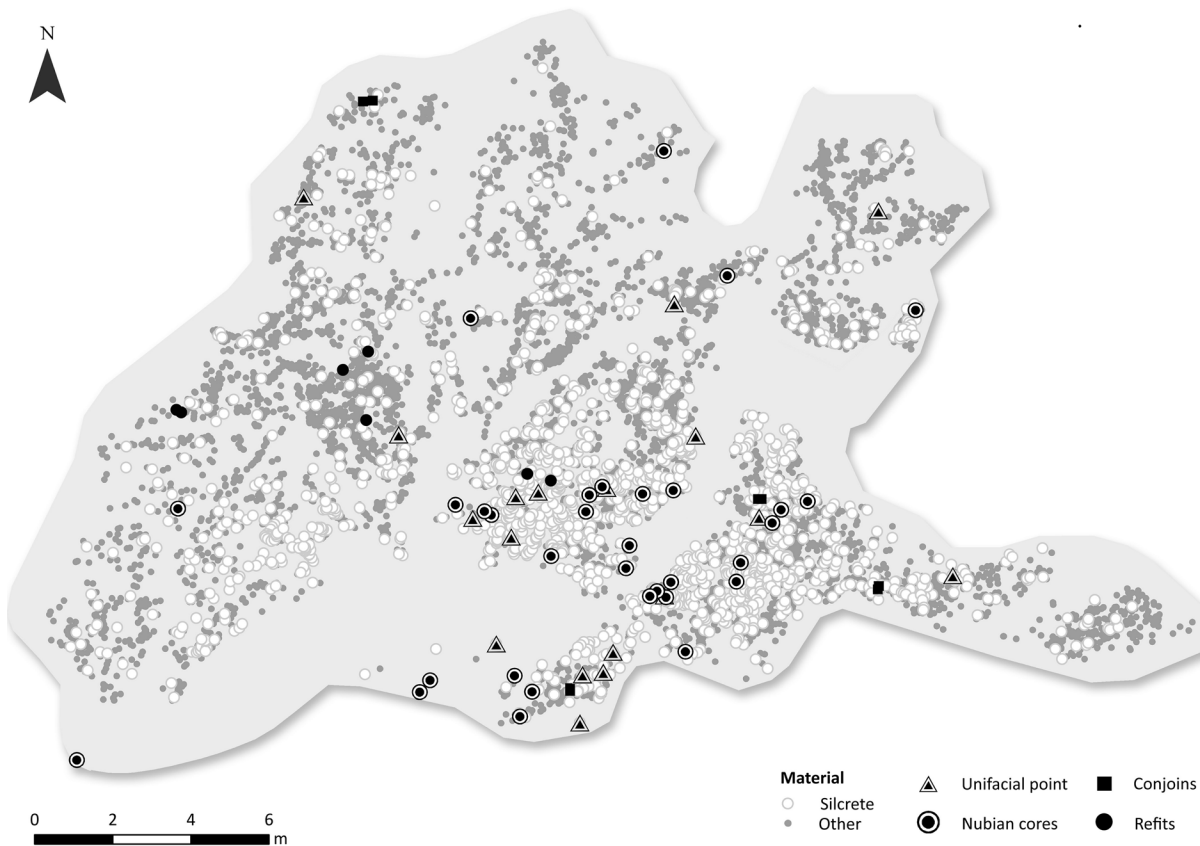 N
Material
Silcrete
Other
Unifacial point
Nubian cores
Conjoins
Refits
0 2 4 6
m